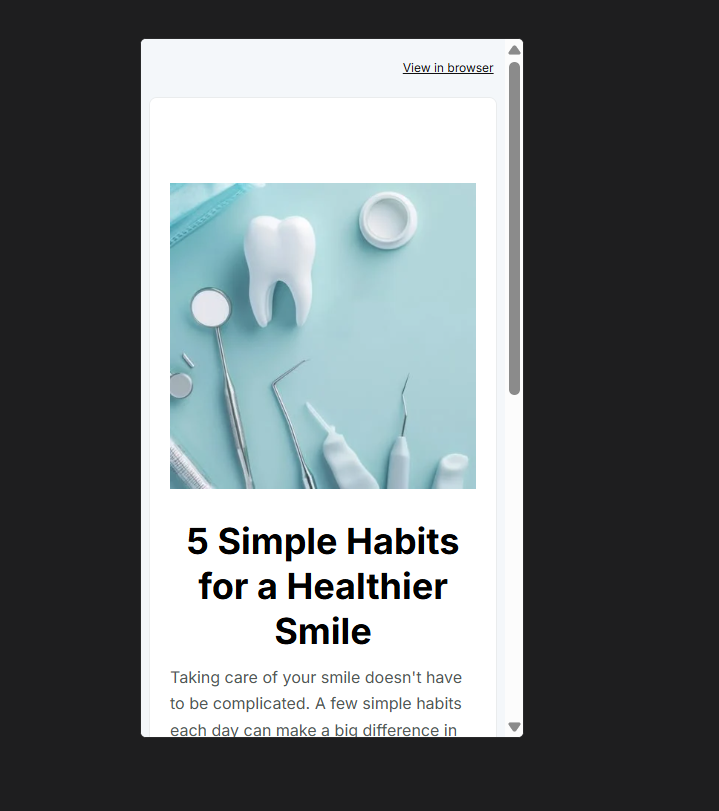 View in browser
5 Simple Habits
for a Healthier
Smile
Taking care of your smile doesn't have
to be complicated. A few simple habits
each day can make a big difference in